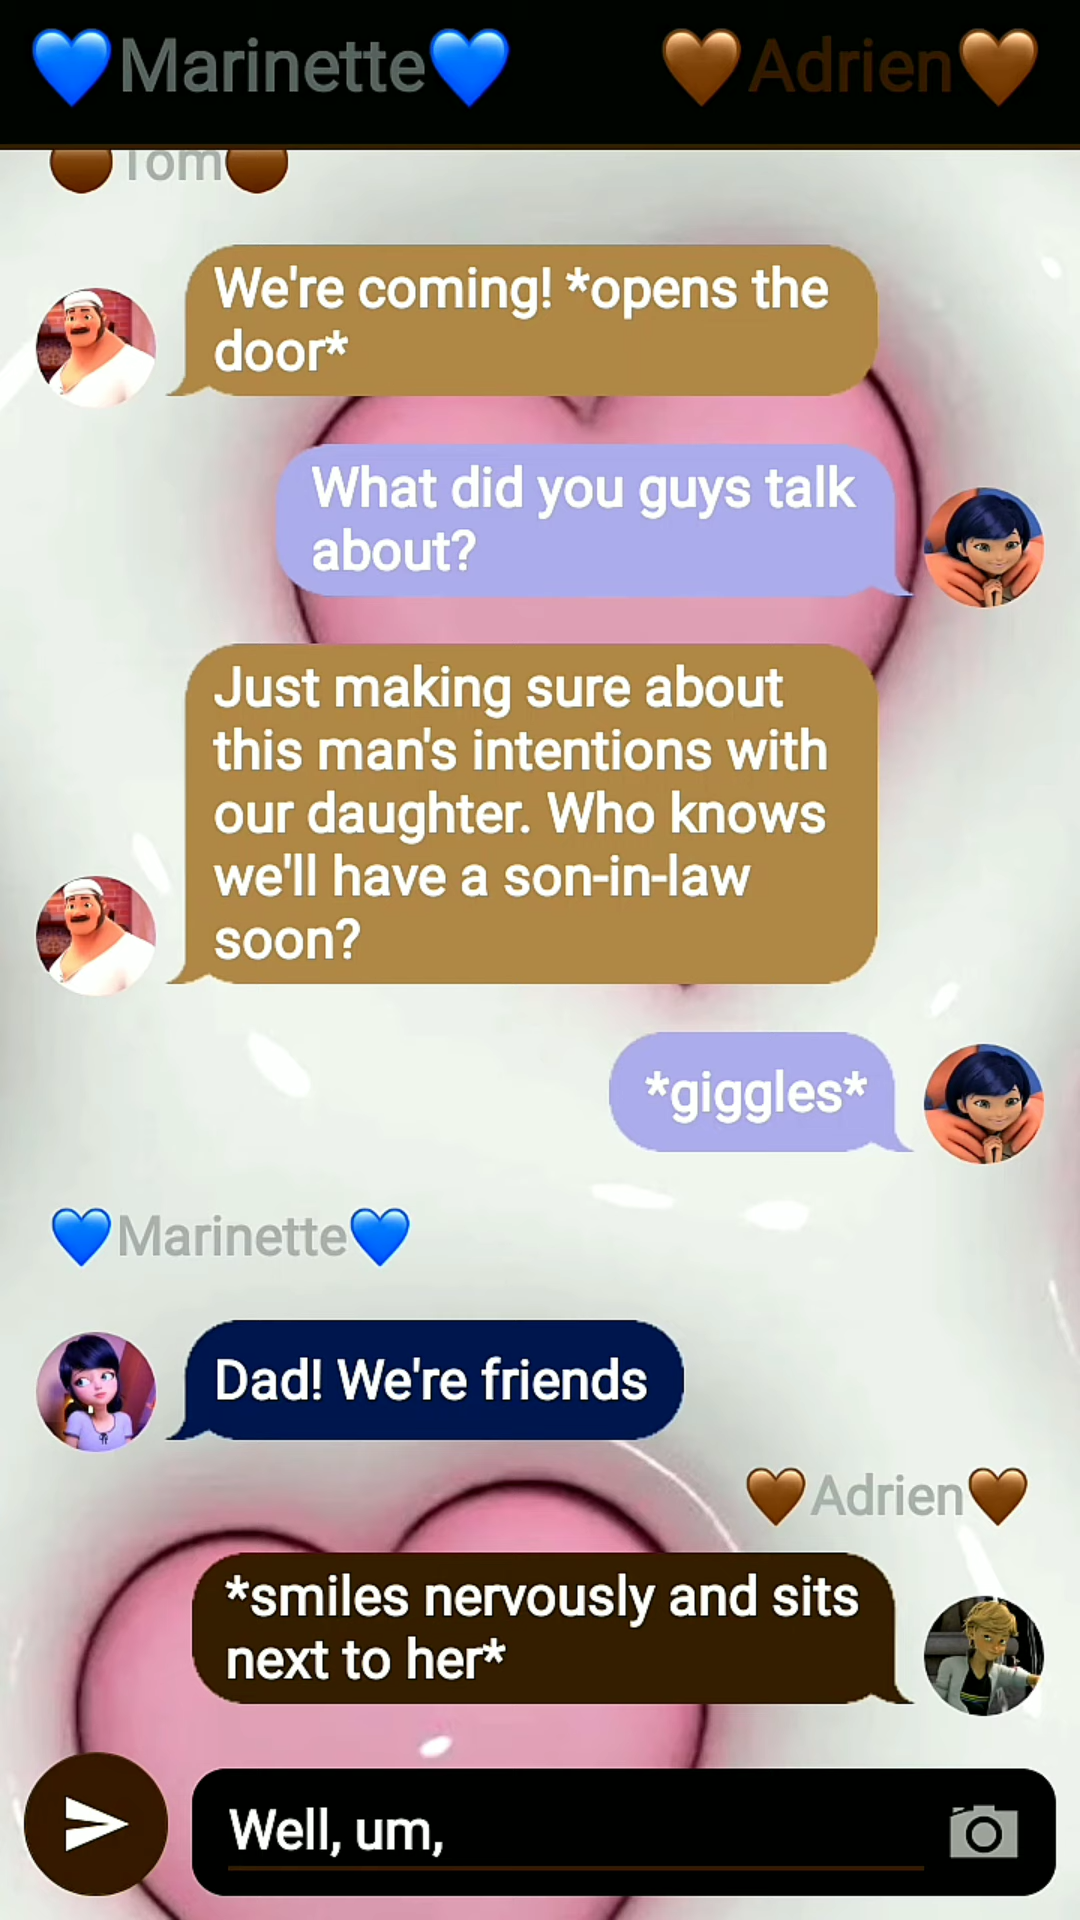 💙Marinette💙 🤎Adrien🤎
🤎Tom🤎
We're coming! *opens the
door*
What did you guys talk
about?
Just making sure about
this man's intentions with
our daughter. Who knows
we'll have a son-in-law
soon?
*giggles*
💙Marinette💙
Dad! We're friends
🤎Adrien🤎
*smiles nervously and sits
next to her*
Well, um,